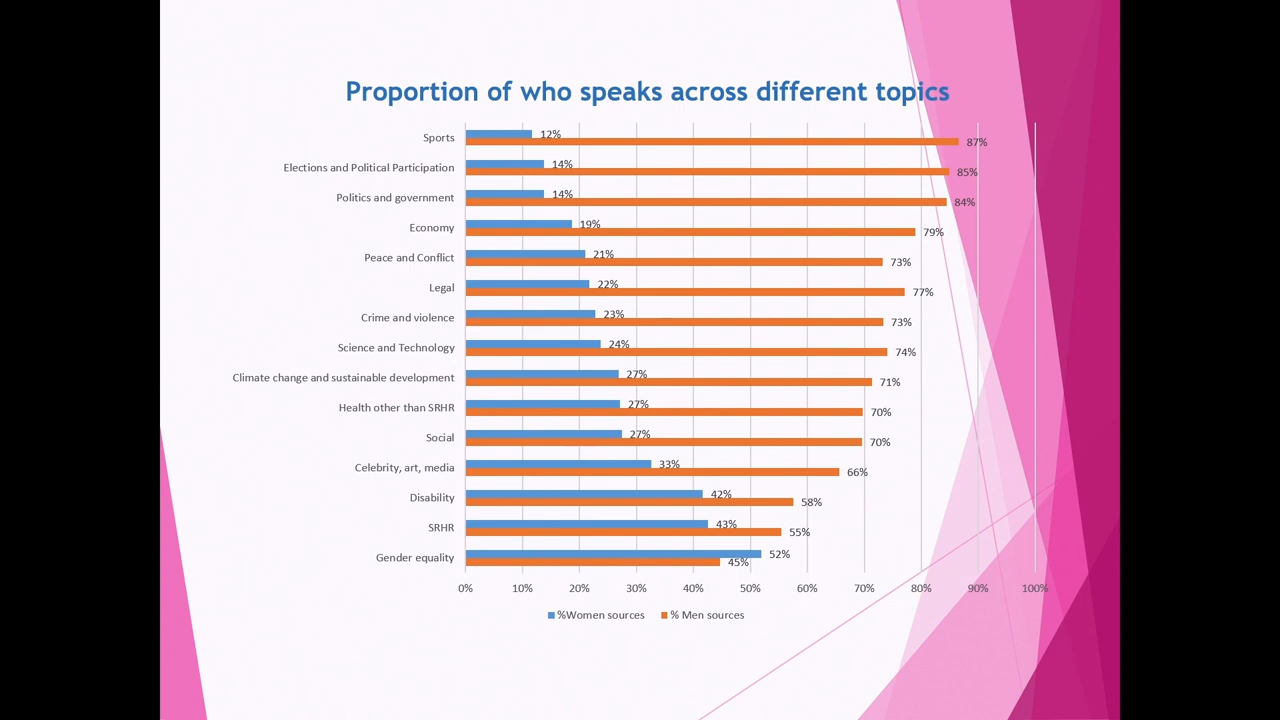 Proportion of who speaks across different topics
Sports 12% 87%
Elections and Political Participation 14% 85%
Politics and government 14% 84%
Economy 19% 79%
Peace and Conflict 21% 73%
Legal 22% 77%
Crime and violence 23% 73%
Science and Technology 24% 74%
Climate change and sustainable development 27% 71%
Health other than SRHR 27% 70%
Social 27% 70%
Celebrity, art, media 33% 66%
Disability 42% 58%
SRHR 43% 55%
Gender equality 52% 45%
0% 10% 20% 30% 40% 50% 60% 70% 80% 90% 100%
%Women sources % Men sources